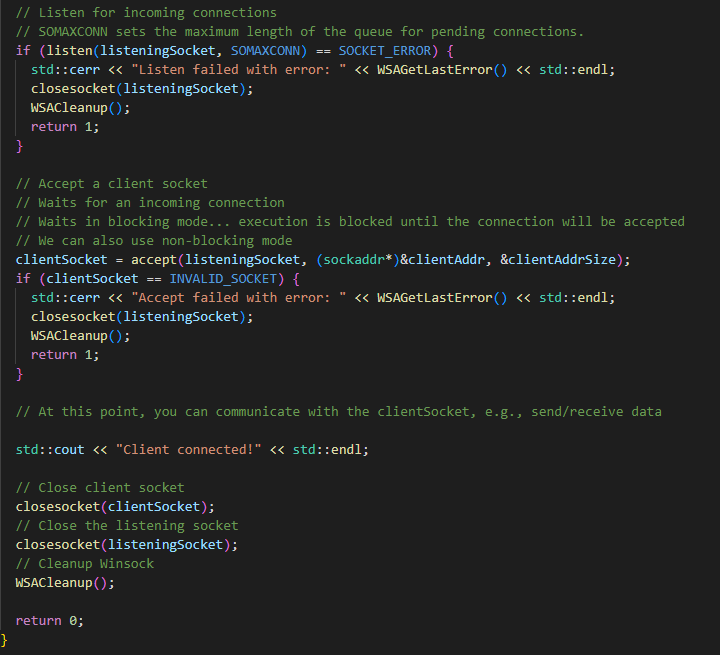 // Listen for incoming connections
// SOMAXCONN sets the maximum length of the queue for pending connections.
if (listen(listeningSocket, SOMAXCONN) == SOCKET_ERROR) {
  std::cerr << "Listen failed with error: " << WSAGetLastError() << std::endl;
  closesocket(listeningSocket);
  WSACleanup();
  return 1;
}

// Accept a client socket
// Waits for an incoming connection
// Waits in blocking mode... execution is blocked until the connection will be accepted
// We can also use non-blocking mode
clientSocket = accept(listeningSocket, (sockaddr*)&clientAddr, &clientAddrSize);
if (clientSocket == INVALID_SOCKET) {
  std::cerr << "Accept failed with error: " << WSAGetLastError() << std::endl;
  closesocket(listeningSocket);
  WSACleanup();
  return 1;
}

// At this point, you can communicate with the clientSocket, e.g., send/receive data

std::cout << "Client connected!" << std::endl;

// Close client socket
closesocket(clientSocket);
// Close the listening socket
closesocket(listeningSocket);
// Cleanup Winsock
WSACleanup();

return 0;
}